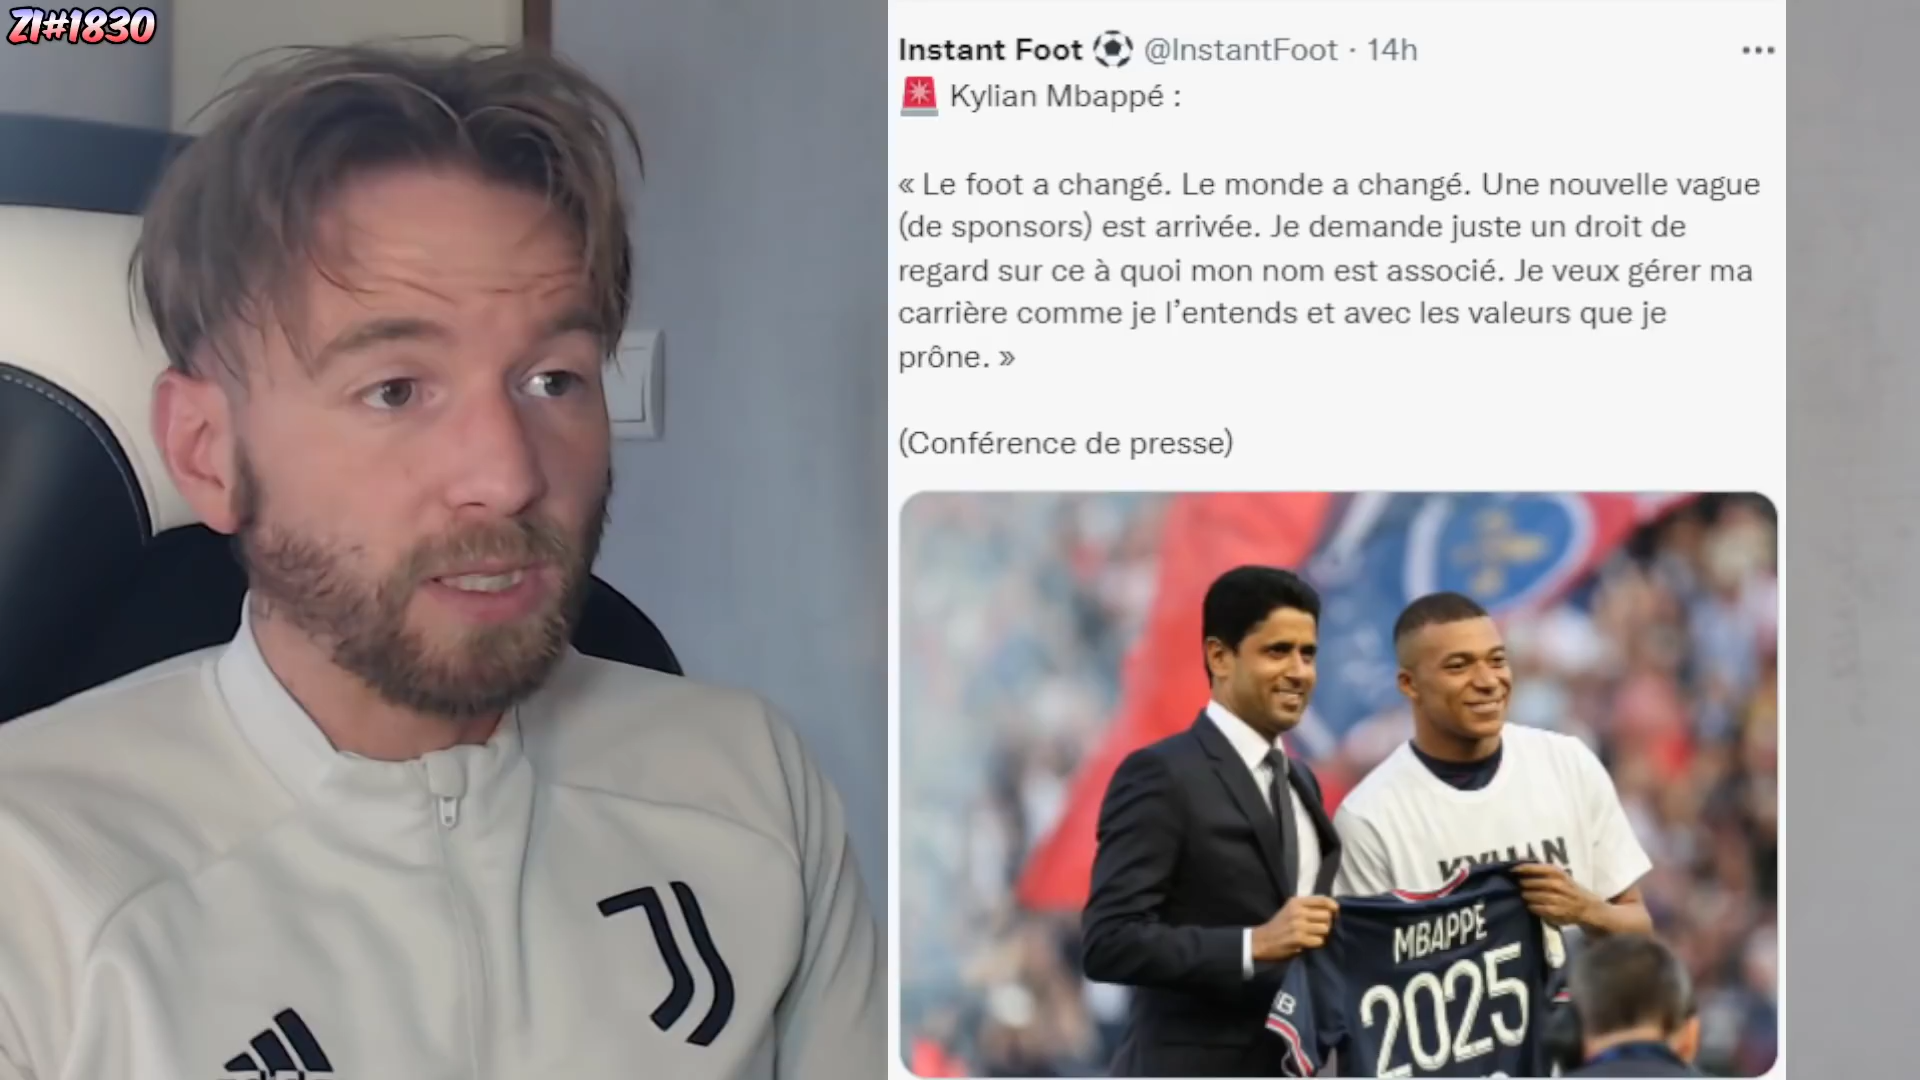 ZI#1830
Instant Foot @InstantFoot · 14h
Kylian Mbappé :
« Le foot a changé. Le monde a changé. Une nouvelle vague
(de sponsors) est arrivée. Je demande juste un droit de
regard sur ce à quoi mon nom est associé. Je veux gérer ma
carrière comme je l’entends et avec les valeurs que je
prône. »
(Conférence de presse)
KYLIAN
MBAPPÉ
2025